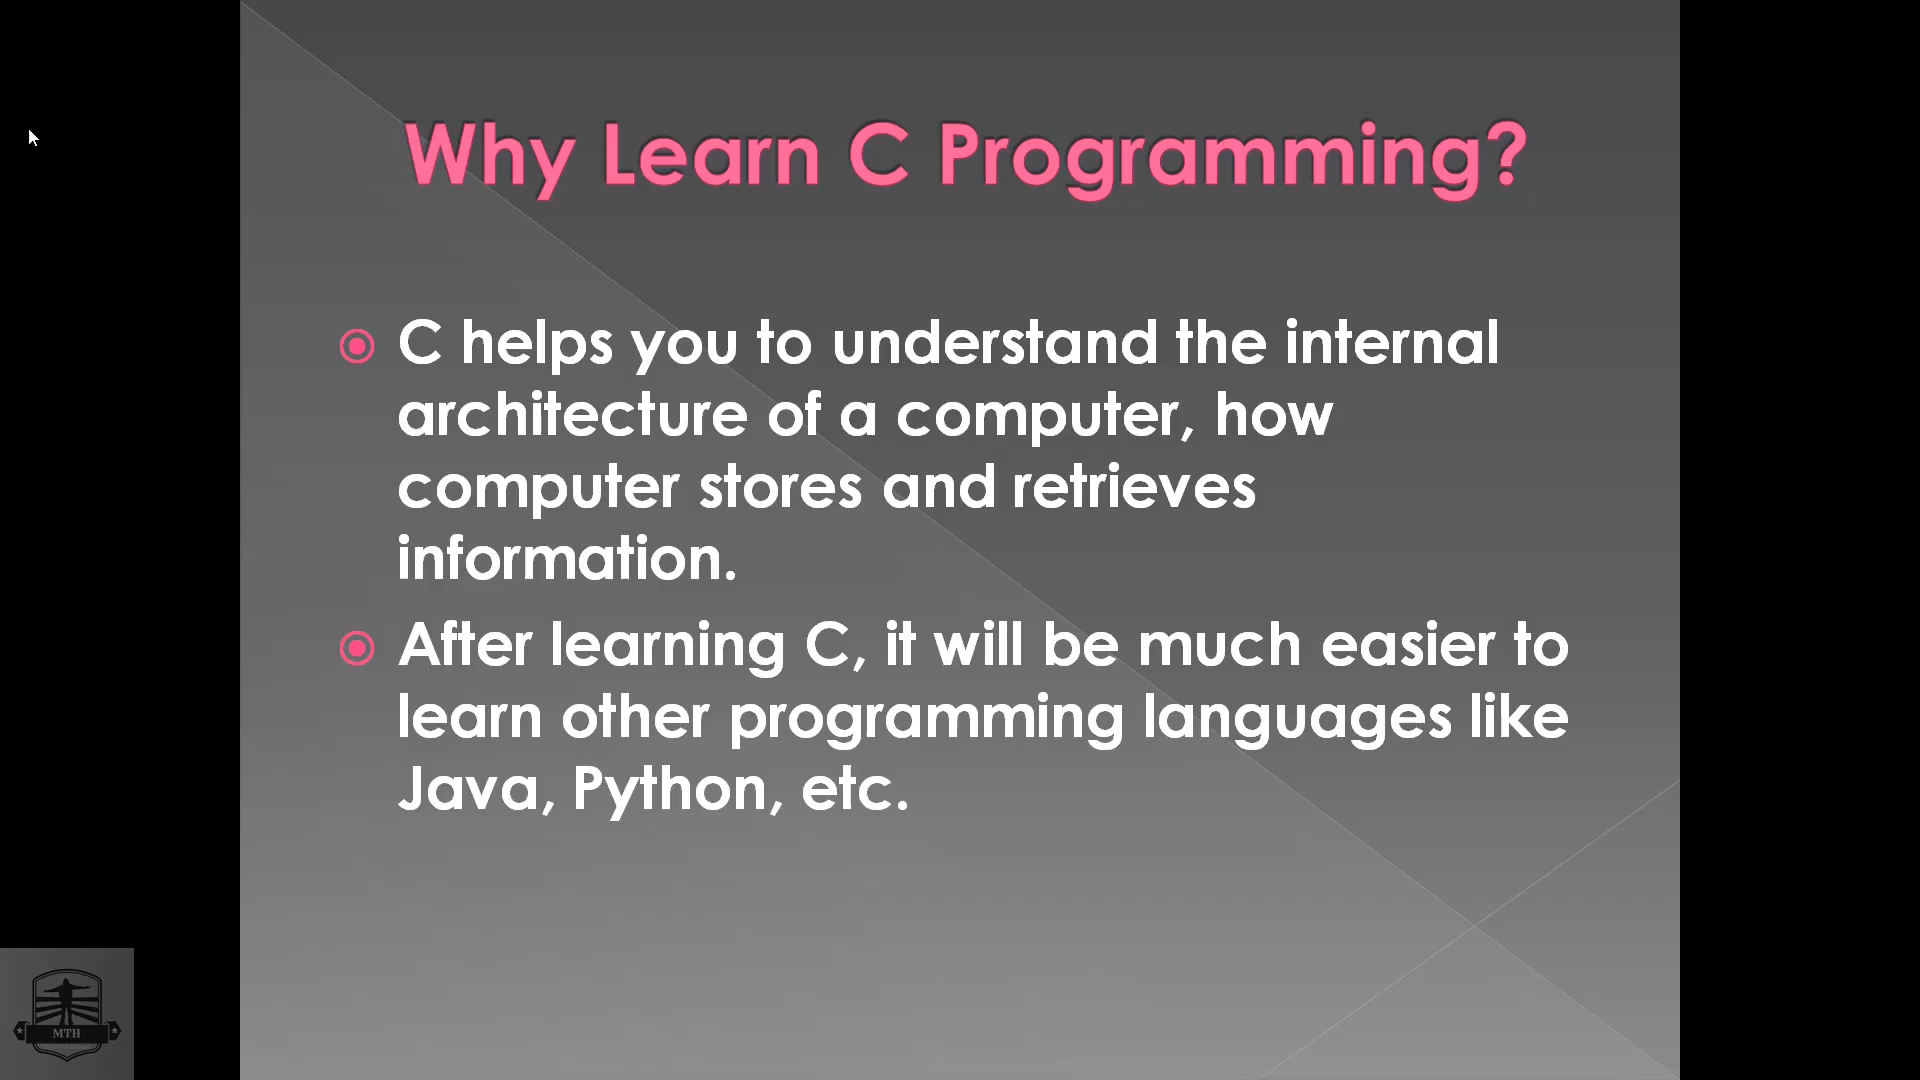 Why Learn C Programming?
C helps you to understand the internal
architecture of a computer, how
computer stores and retrieves
information.
After learning C, it will be much easier to
learn other programming languages like
Java, Python, etc.
MTH